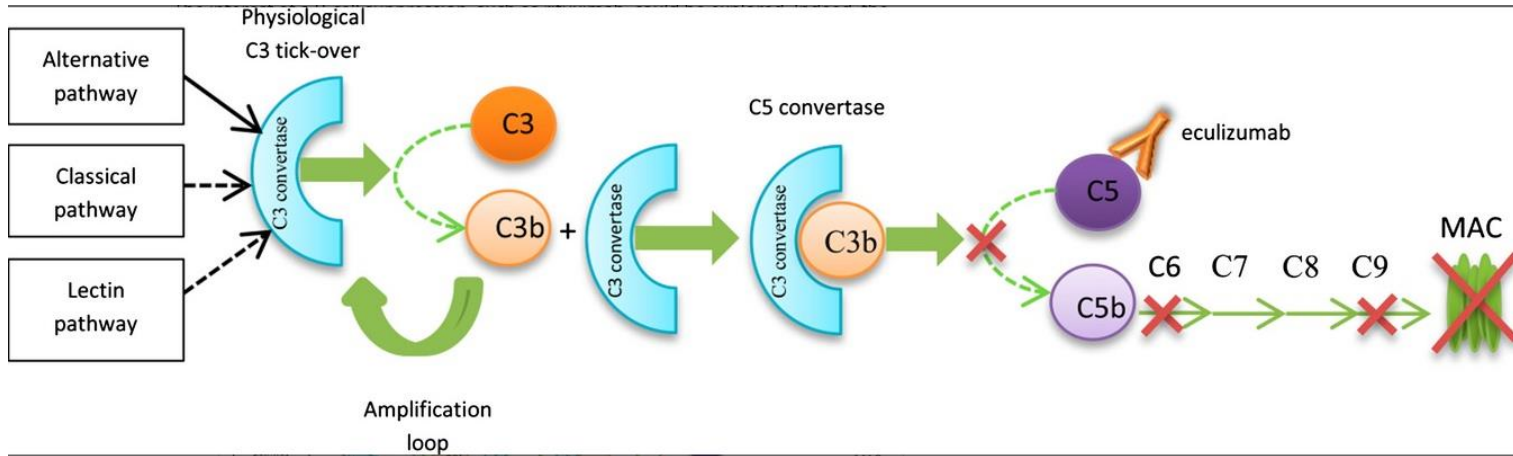 Physiological
C3 tick-over
Alternative
pathway
Classical
pathway
Lectin
pathway
C3 convertase
C3
C3b
+
C3 convertase
Amplification
loop
C5 convertase
C3 convertase
C3b
eculizumab
C5
C5b
C6 C7 C8 C9
MAC